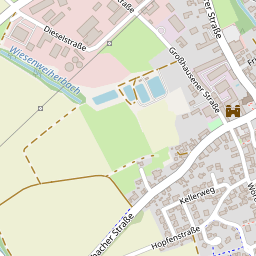 Dieselstraße
Wiesenweiherbach
Großhausener
Straße
Kellerweg
bacher Straße
Hopfenstraße